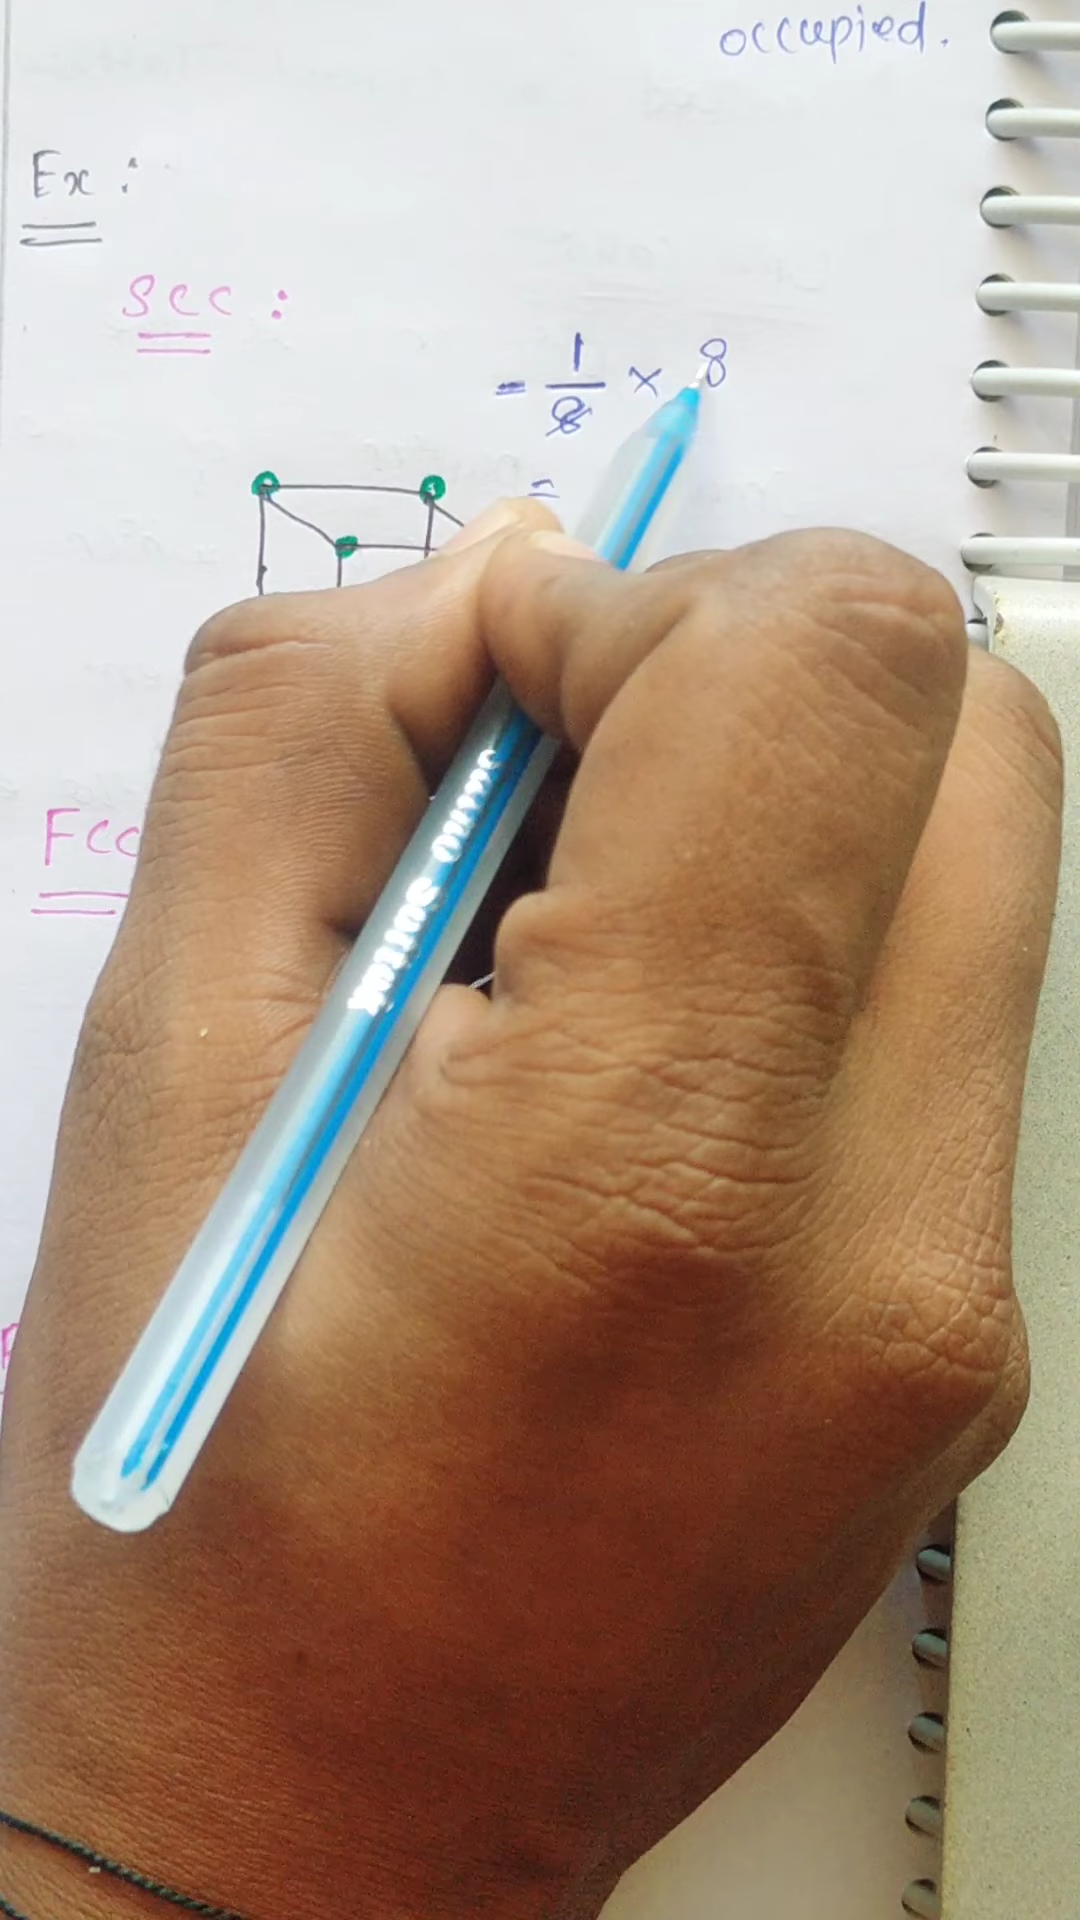 occupied.
Ex :
SCC :
= 1/8 × 8
=
FCC